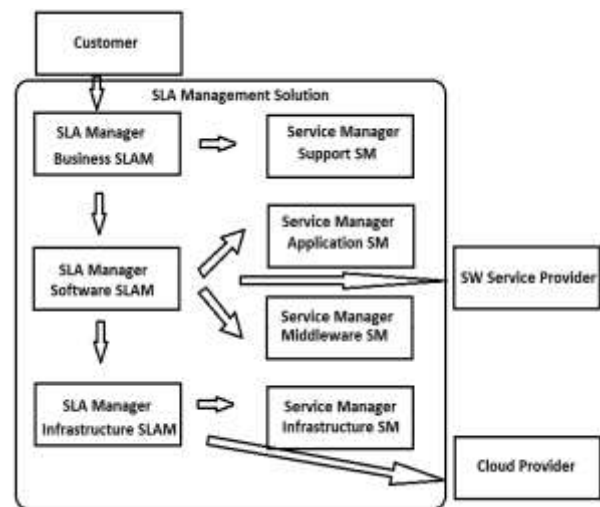 Customer
SLA Management Solution
SLA Manager
Business SLAM
Service Manager
Support SM
Service Manager
Application SM
SLA Manager
Software SLAM
SW Service Provider
Service Manager
Middleware SM
SLA Manager
Infrastructure SLAM
Service Manager
Infrastructure SM
Cloud Provider